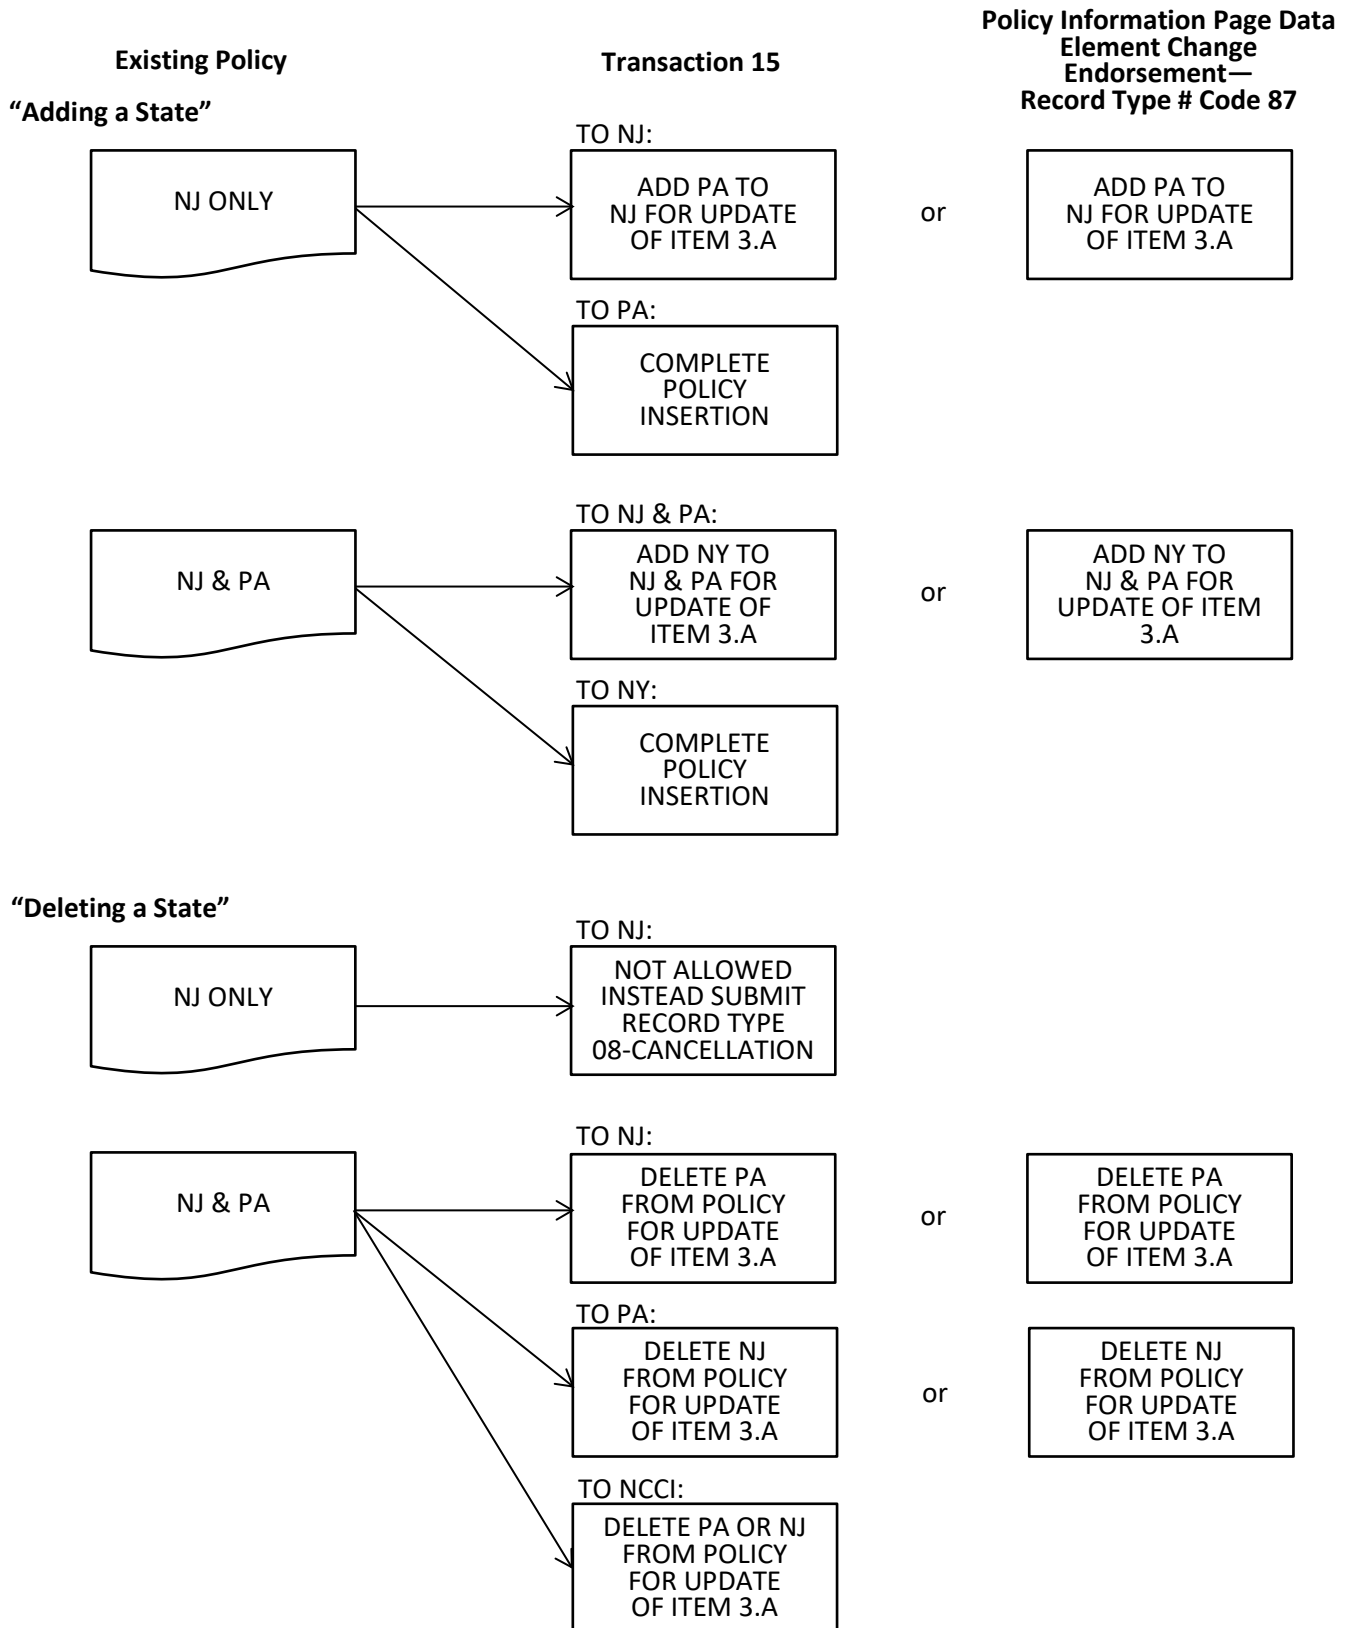 Existing Policy
Transaction 15
Policy Information Page Data
Element Change
Endorsement—
Record Type # Code 87
“Adding a State”
NJ ONLY
TO NJ:
ADD PA TO
NJ FOR UPDATE
OF ITEM 3.A
or
ADD PA TO
NJ FOR UPDATE
OF ITEM 3.A
TO PA:
COMPLETE
POLICY
INSERTION
NJ & PA
TO NJ & PA:
ADD NY TO
NJ & PA FOR
UPDATE OF
ITEM 3.A
or
ADD NY TO
NJ & PA FOR
UPDATE OF ITEM
3.A
TO NY:
COMPLETE
POLICY
INSERTION
“Deleting a State”
NJ ONLY
TO NJ:
NOT ALLOWED
INSTEAD SUBMIT
RECORD TYPE
08-CANCELLATION
NJ & PA
TO NJ:
DELETE PA
FROM POLICY
FOR UPDATE
OF ITEM 3.A
or
DELETE PA
FROM POLICY
FOR UPDATE
OF ITEM 3.A
TO PA:
DELETE NJ
FROM POLICY
FOR UPDATE
OF ITEM 3.A
or
DELETE NJ
FROM POLICY
FOR UPDATE
OF ITEM 3.A
TO NCCI:
DELETE PA OR NJ
FROM POLICY
FOR UPDATE
OF ITEM 3.A